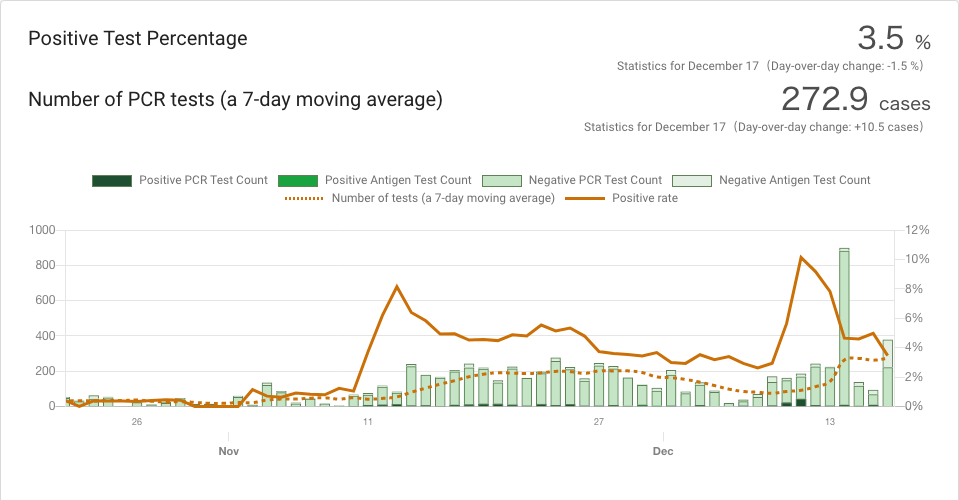 Positive Test Percentage
3.5 %
Statistics for December 17（Day-over-day change: -1.5 %）
Number of PCR tests (a 7-day moving average)
272.9 cases
Statistics for December 17（Day-over-day change: +10.5 cases）
Positive PCR Test Count Positive Antigen Test Count Negative PCR Test Count Negative Antigen Test Count
Number of tests (a 7-day moving average) Positive rate
1000 12%
10%
800
8%
600
6%
400
4%
200
2%
0 0%
26 11 27 13
Nov Dec